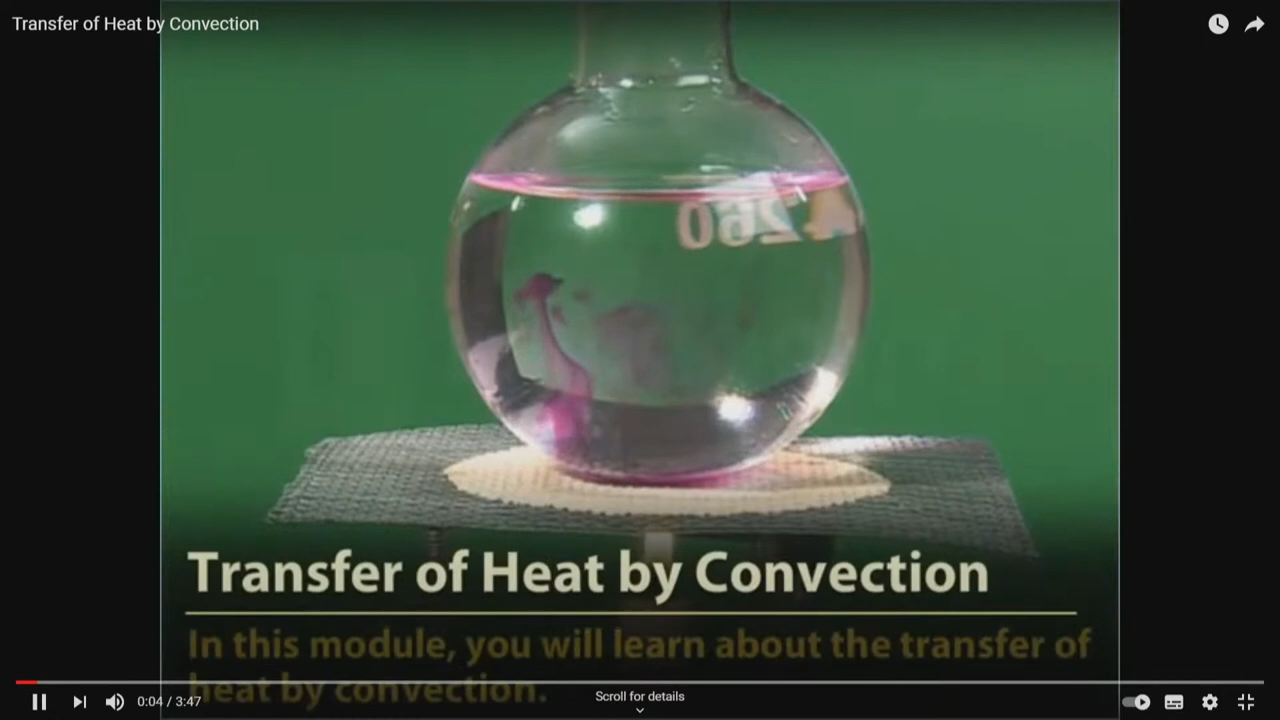 Transfer of Heat by Convection
260
Transfer of Heat by Convection
In this module, you will learn about the transfer of
heat by convection.
0:04 / 3:47
Scroll for details